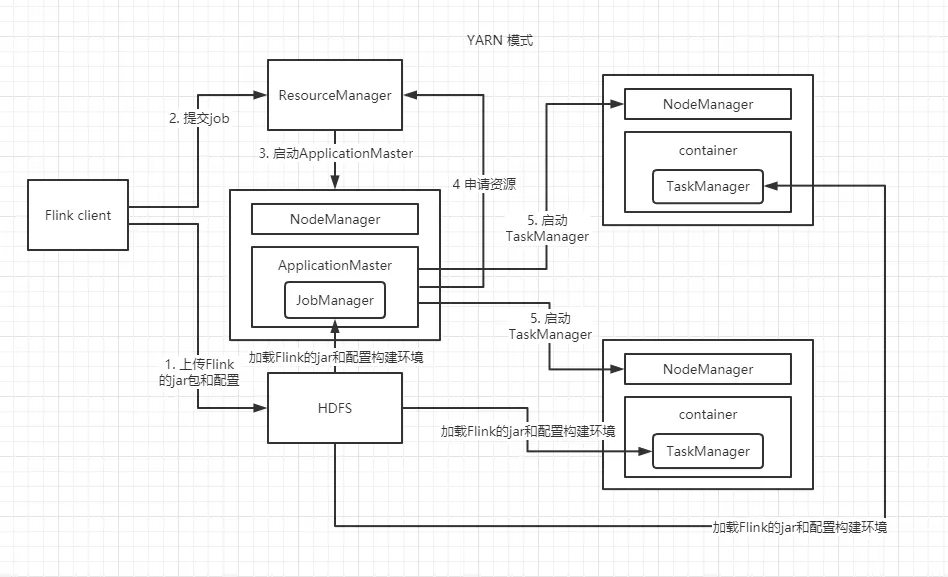 YARN 模式
ResourceManager
2. 提交job
3. 启动ApplicationMaster
4 申请资源
Flink client
NodeManager
ApplicationMaster
JobManager
加载Flink的jar和配置构建环境
1. 上传Flink
的jar包和配置
HDFS
5. 启动
TaskManager
NodeManager
container
TaskManager
5. 启动
TaskManager
NodeManager
container
TaskManager
加载Flink的jar和配置构建环境
加载Flink的jar和配置构建环境